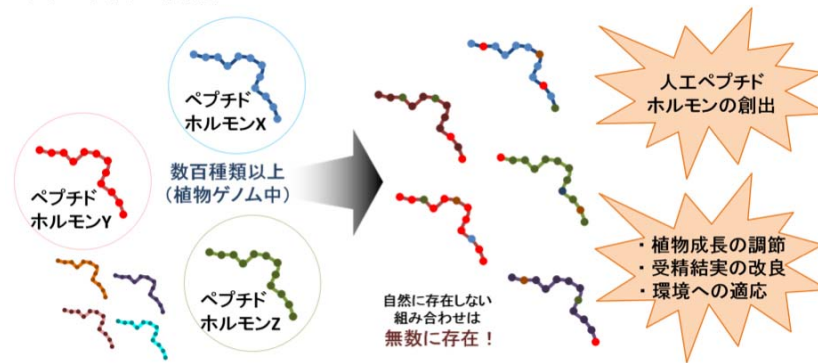 ペプチド
ホルモンX
ペプチド
ホルモンY
数百種類以上
(植物ゲノム中)
ペプチド
ホルモンZ
自然に存在しない
組み合わせは
無数に存在！
人工ペプチド
ホルモンの創出
・植物成長の調節
・受精結実の改良
・環境への適応